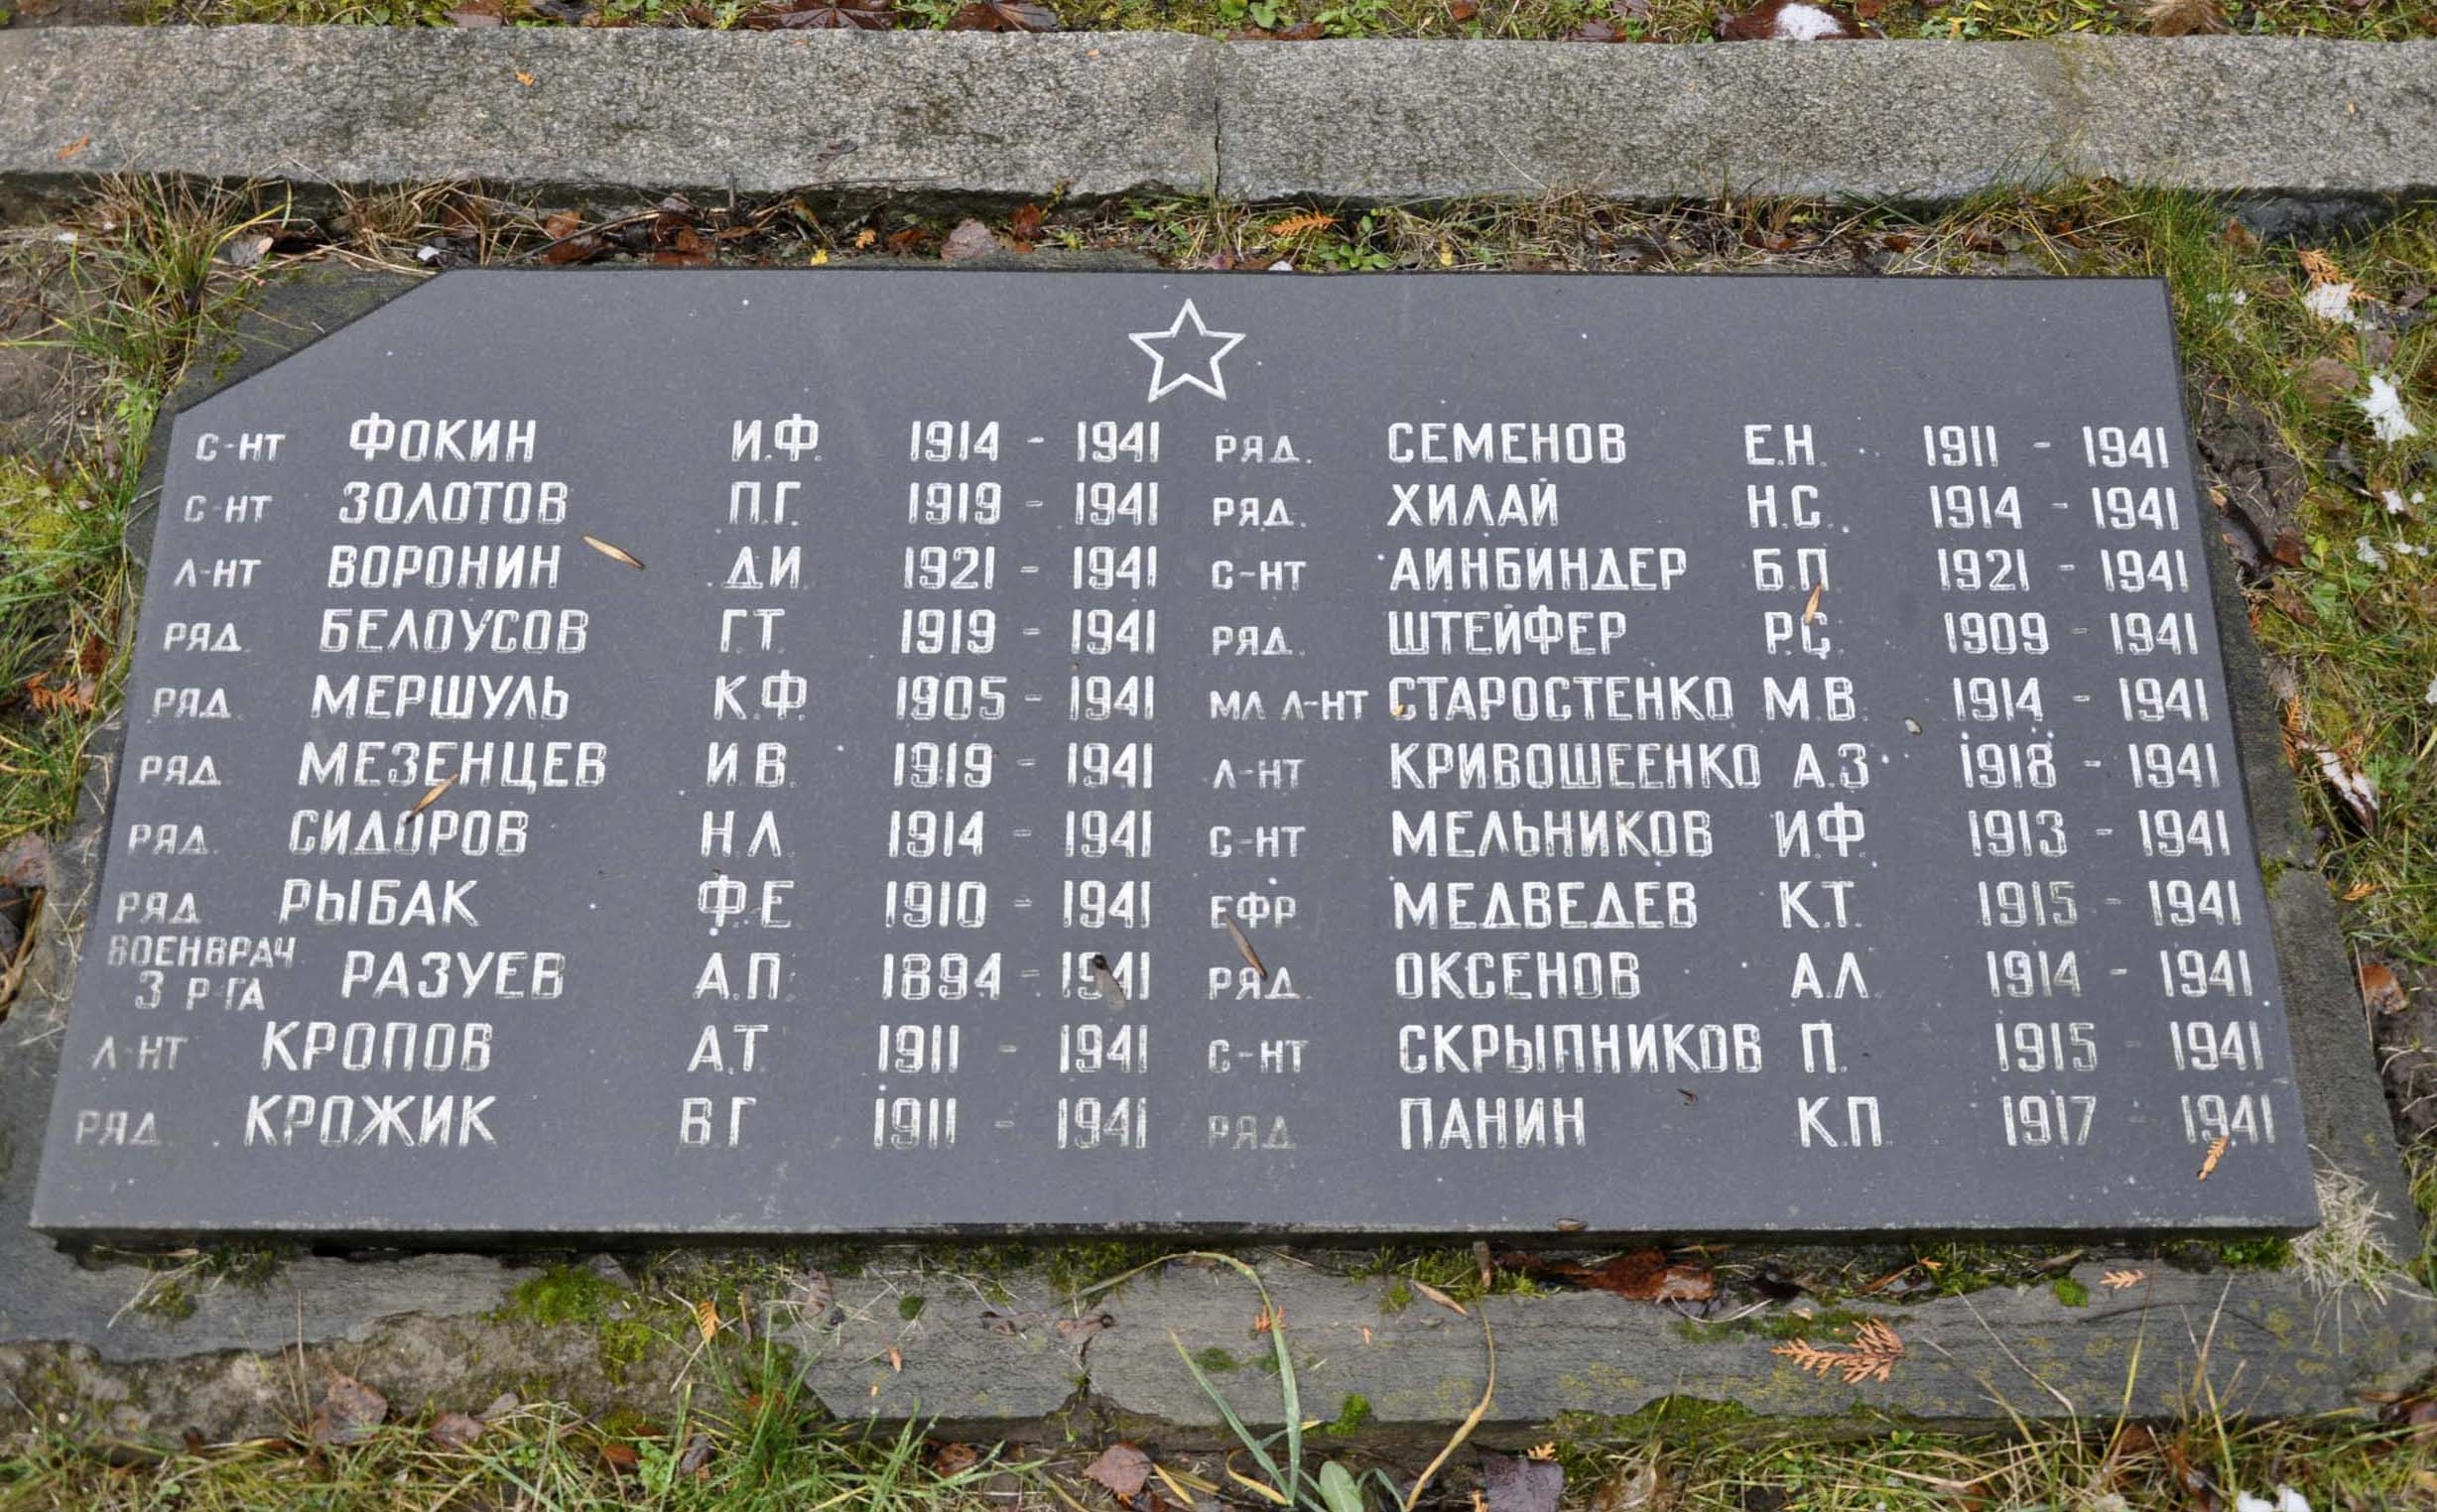 С-НТ ФОКИН И.Ф. 1914 - 1941
С-НТ ЗОЛОТОВ П.Г. 1919 - 1941
Л-НТ ВОРОНИН Д.И. 1921 - 1941
РЯД. БЕЛОУСОВ Г.Т. 1919 - 1941
РЯД. МЕРШУЛЬ К.Ф. 1905 - 1941
РЯД. МЕЗЕНЦЕВ И.В. 1919 - 1941
РЯД. СИДОРОВ Н.Л. 1914 - 1941
РЯД. РЫБАК Ф.Е. 1910 - 1941
ВОЕНВРАЧ
3 Р-ГА РАЗУЕВ А.П. 1894 - 1941
Л-НТ КРОПОВ А.Т. 1911 - 1941
РЯД. КРОЖИК В.Г. 1911 - 1941
РЯД. СЕМЕНОВ Е.Н. 1911 - 1941
РЯД. ХИЛАЙ Н.С. 1914 - 1941
С-НТ АИНБИНДЕР Б.П. 1921 - 1941
РЯД. ШТЕЙФЕР Р.С. 1909 - 1941
МЛ Л-НТ СТАРОСТЕНКО М.В. 1914 - 1941
Л-НТ КРИВОШЕЕНКО А.З. 1918 - 1941
С-НТ МЕЛЬНИКОВ И.Ф. 1913 - 1941
ЕФР. МЕДВЕДЕВ К.Т. 1915 - 1941
РЯД. ОКСЕНОВ А.Л. 1914 - 1941
С-НТ СКРЫПНИКОВ П. 1915 - 1941
РЯД. ПАНИН К.П. 1917 - 1941